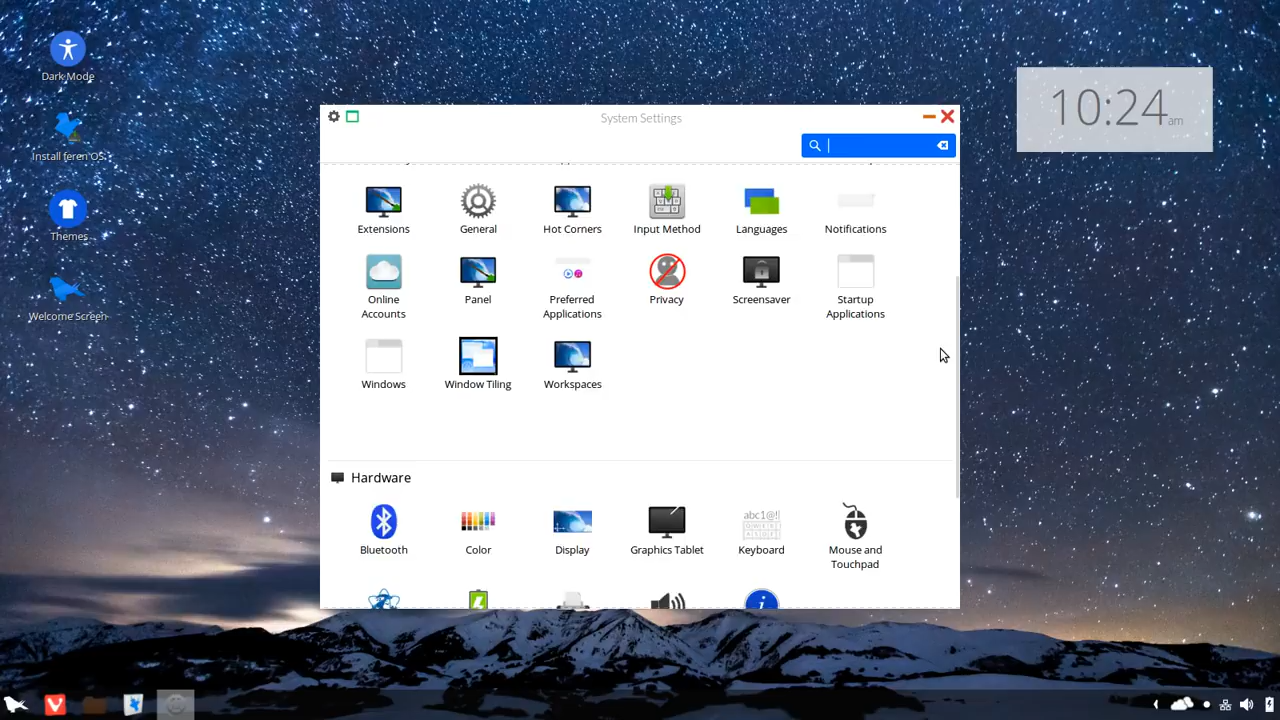 Dark Mode
Install feren OS
Themes
Welcome Screen
10:24 am
System Settings
Extensions
General
Hot Corners
Input Method
Languages
Notifications
Online
Accounts
Panel
Preferred
Applications
Privacy
Screensaver
Startup
Applications
Windows
Window Tiling
Workspaces
Hardware
Bluetooth
Color
Display
Graphics Tablet
abc1@!
Keyboard
Mouse and
Touchpad